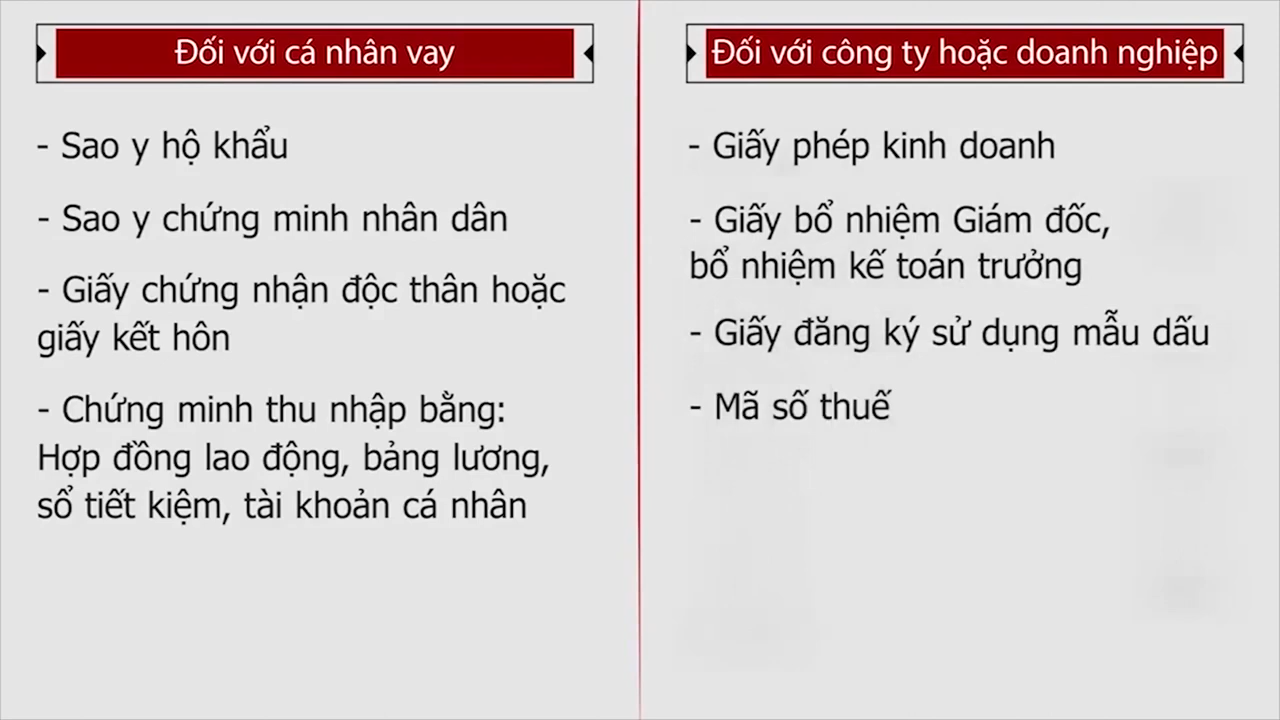 Đối với cá nhân vay
- Sao y hộ khẩu
- Sao y chứng minh nhân dân
- Giấy chứng nhận độc thân hoặc
giấy kết hôn
- Chứng minh thu nhập bằng:
Hợp đồng lao động, bảng lương,
sổ tiết kiệm, tài khoản cá nhân
Đối với công ty hoặc doanh nghiệp
- Giấy phép kinh doanh
- Giấy bổ nhiệm Giám đốc,
bổ nhiệm kế toán trưởng
- Giấy đăng ký sử dụng mẫu dấu
- Mã số thuế